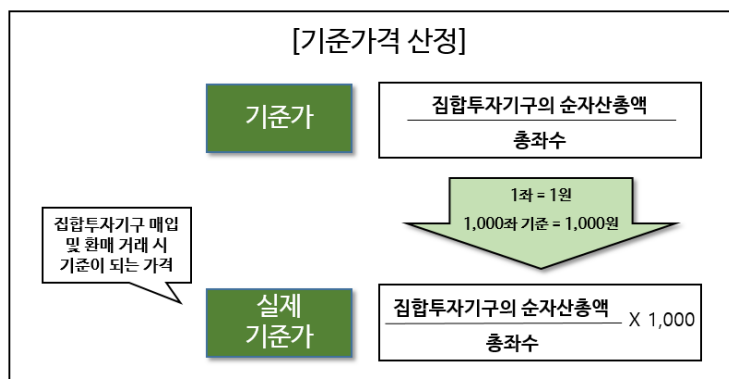 [기준가격 산정]
기준가
집합투자기구의 순자산총액
총좌수
1좌 = 1원
1,000좌 기준 = 1,000원
집합투자기구 매입
및 환매 거래 시
기준이 되는 가격
실제
기준가
집합투자기구의 순자산총액
총좌수
X 1,000